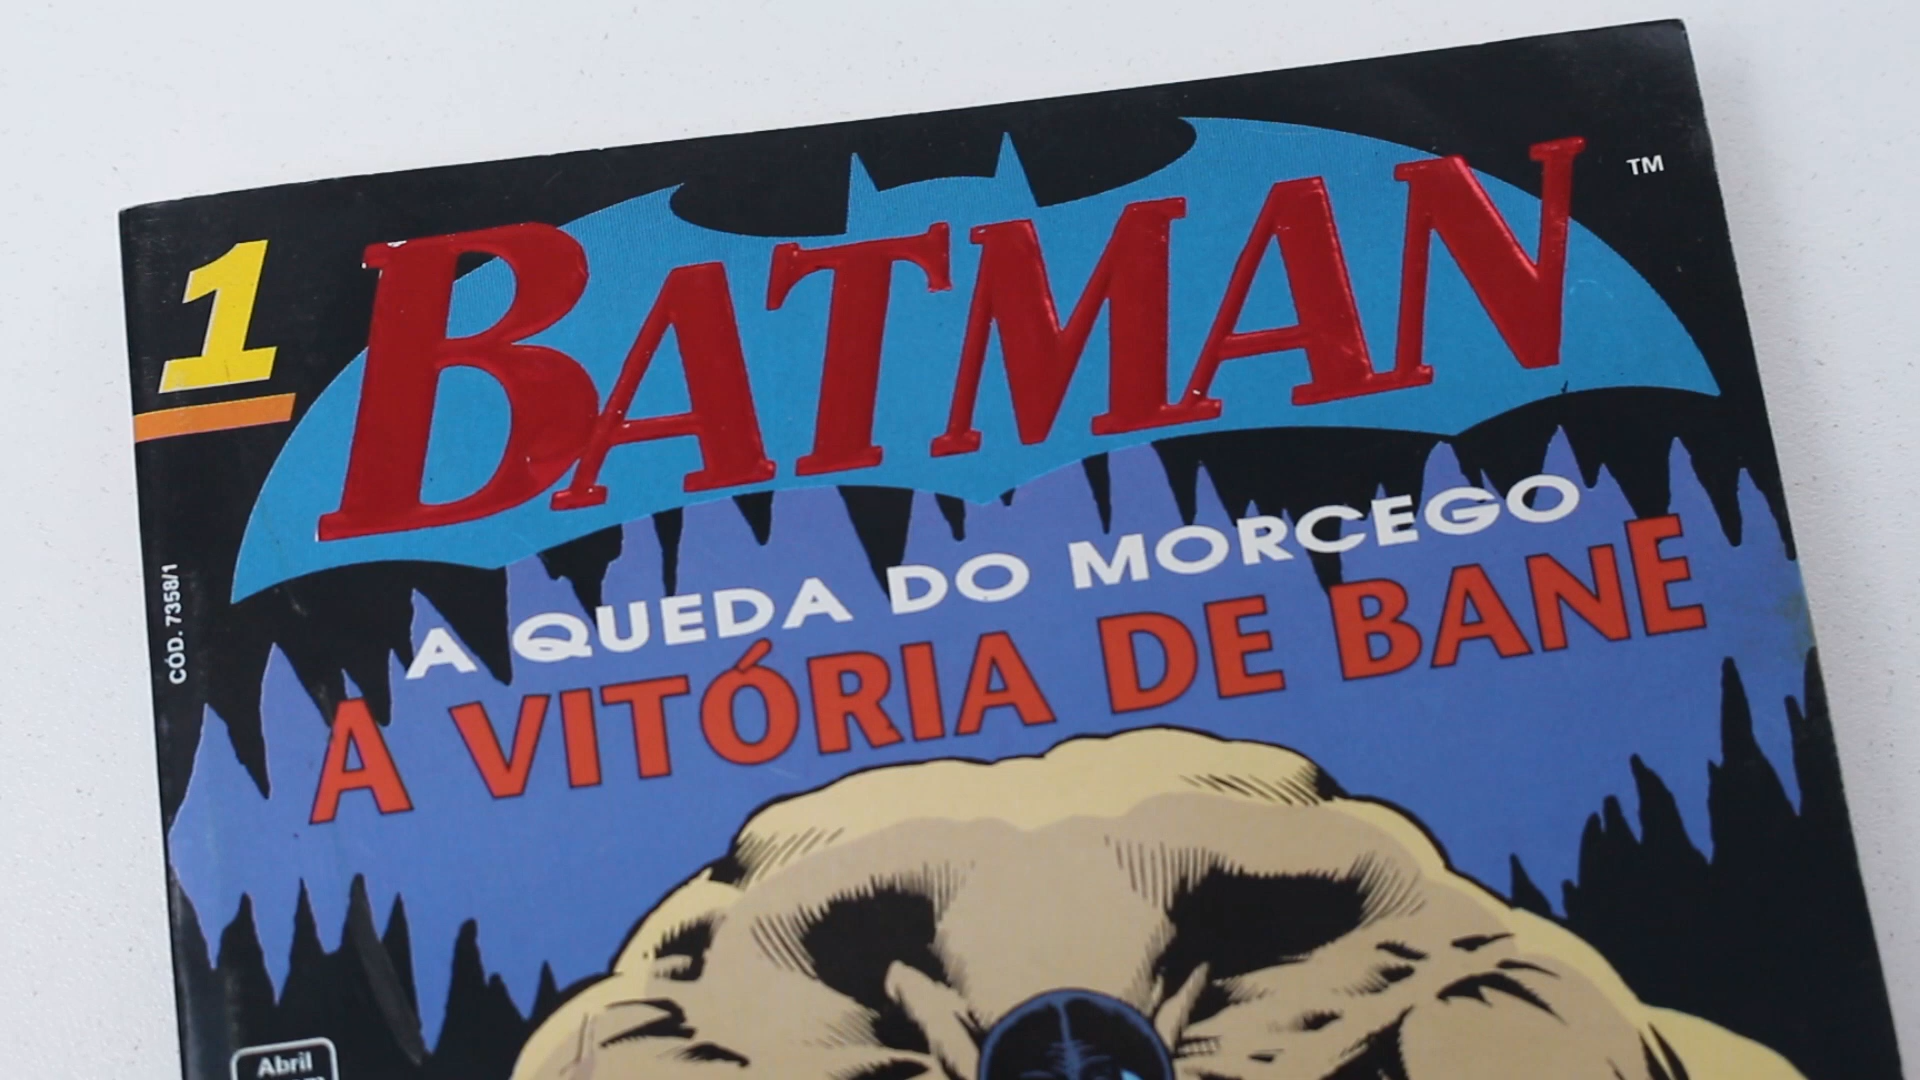 1
BATMAN
TM
A QUEDA DO MORCEGO
A VITÓRIA DE BANE
CÓD. 7358/1
Abril